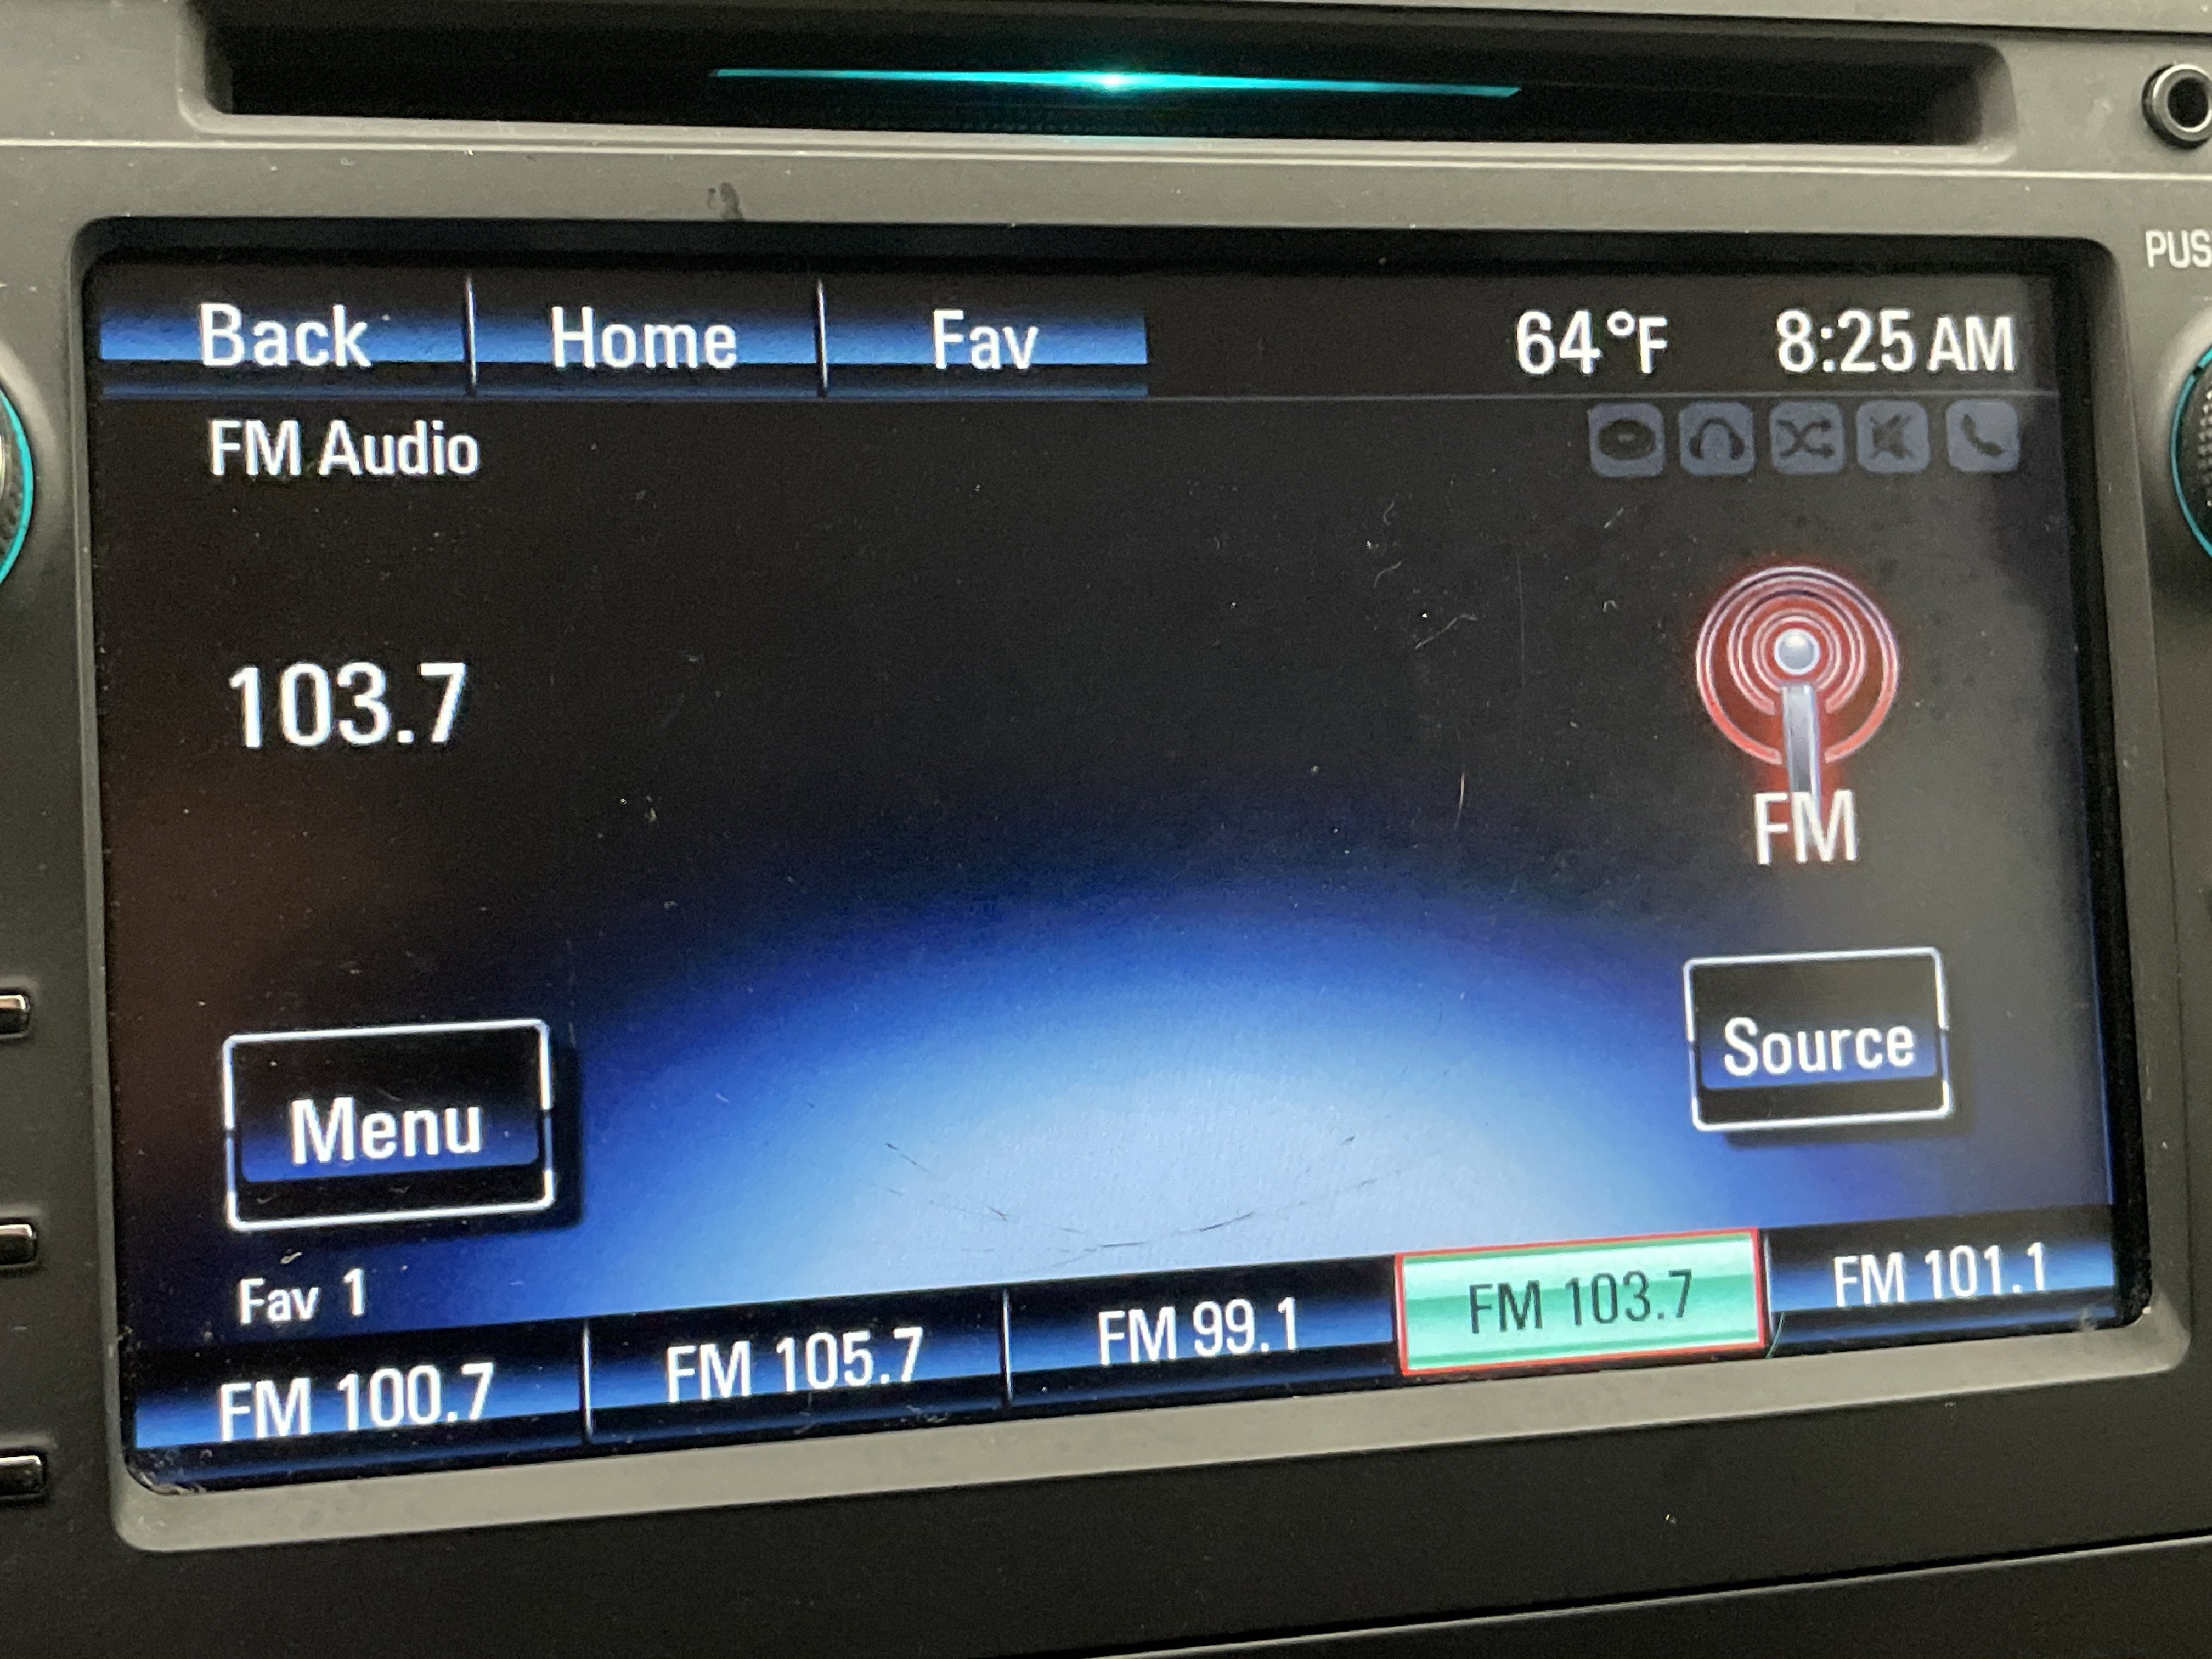 PUS
Back Home Fav 64°F 8:25 AM
FM Audio
103.7
FM
Source
Menu
Fav 1
FM 100.7 FM 105.7 FM 99.1 FM 103.7 FM 101.1